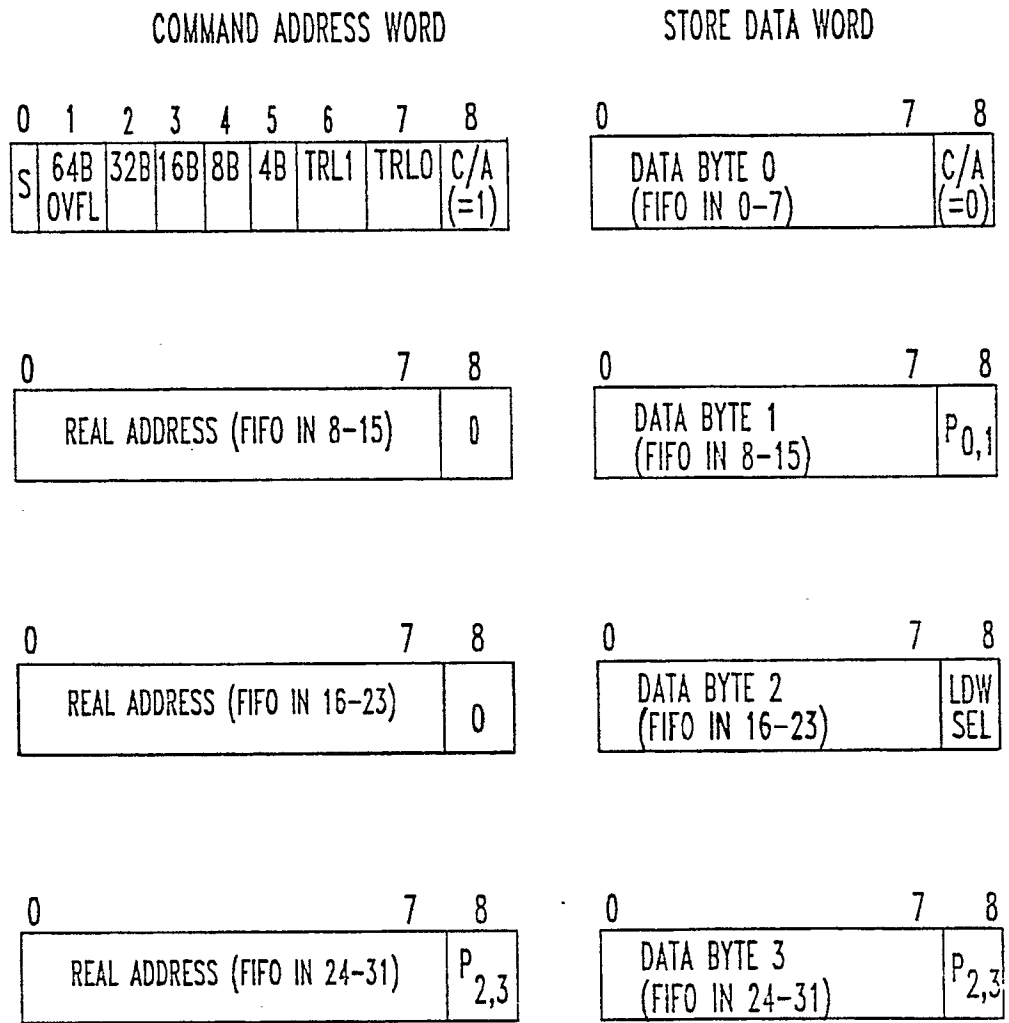 COMMAND ADDRESS WORD
STORE DATA WORD
0 1 2 3 4 5 6 7 8
S 64B OVFL 32B 16B 8B 4B TRL1 TRL0 C/A (=1)
0 7 8
DATA BYTE 0
(FIFO IN 0-7)
C/A
(=0)
0 7 8
REAL ADDRESS (FIFO IN 8-15) 0
0 7 8
DATA BYTE 1
(FIFO IN 8-15)
P0,1
0 7 8
REAL ADDRESS (FIFO IN 16-23) 0
0 7 8
DATA BYTE 2
(FIFO IN 16-23)
LDW
SEL
0 7 8
REAL ADDRESS (FIFO IN 24-31) P2,3
0 7 8
DATA BYTE 3
(FIFO IN 24-31)
P2,3